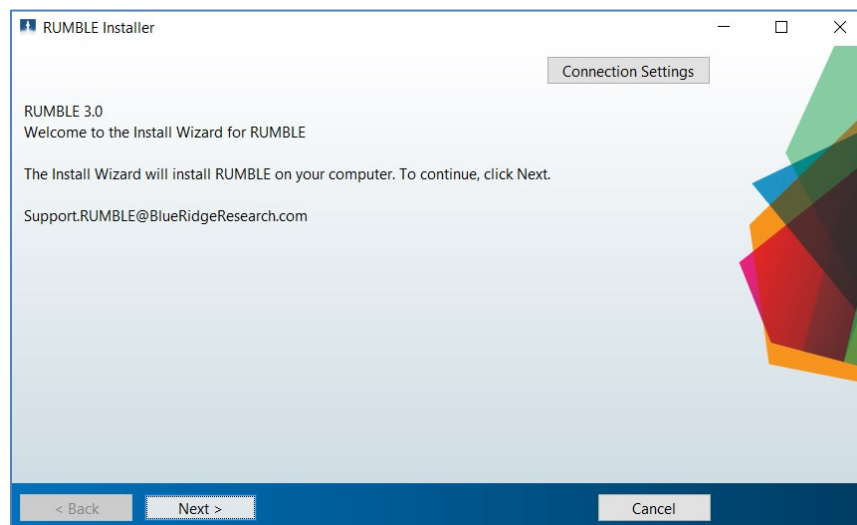 RUMBLE Installer
Connection Settings
RUMBLE 3.0
Welcome to the Install Wizard for RUMBLE
The Install Wizard will install RUMBLE on your computer. To continue, click Next.
Support.RUMBLE@BlueRidgeResearch.com
< Back
Next >
Cancel